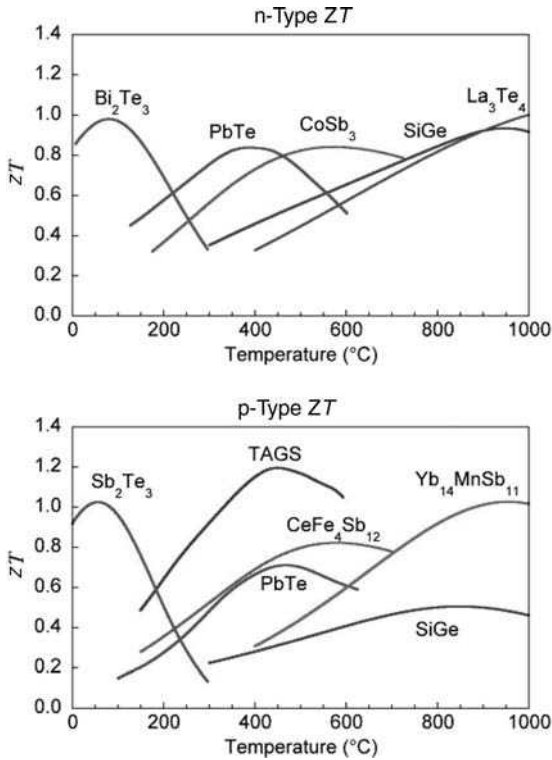 n-Type ZT
1.4
1.2
1.0
0.8
0.6
0.4
0.2
0.0
zT
Bi₂Te₃
PbTe
CoSb₃
SiGe
La₃Te₄
0 200 400 600 800 1000
Temperature (°C)
p-Type ZT
1.4
1.2
1.0
0.8
0.6
0.4
0.2
0.0
zT
Sb₂Te₃
TAGS
CeFe₄Sb₁₂
PbTe
Yb₁₄MnSb₁₁
SiGe
0 200 400 600 800 1000
Temperature (°C)